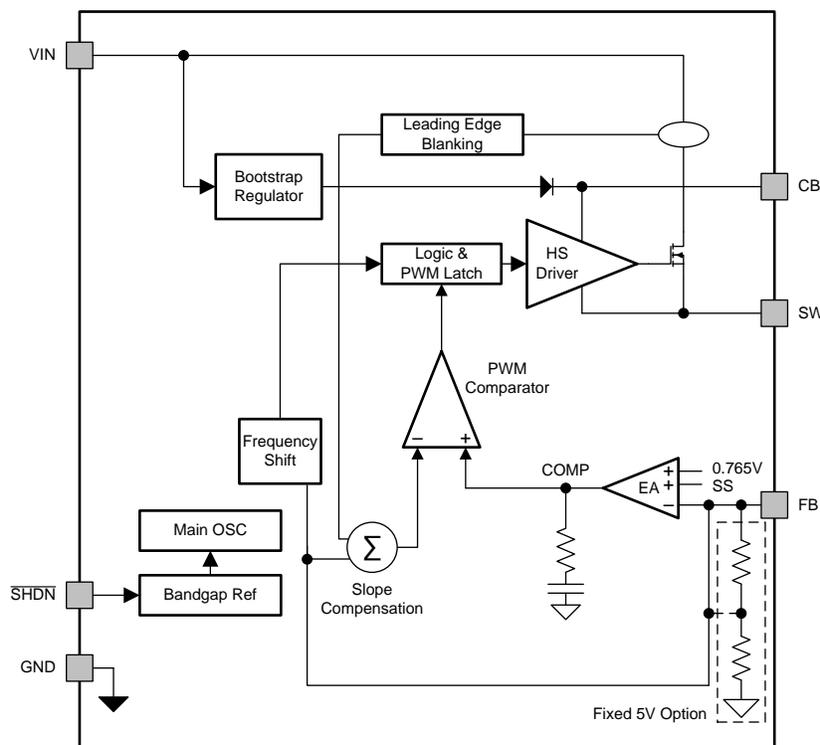 VIN
Leading Edge
Blanking
Bootstrap
Regulator
CB
Logic &
PWM Latch
HS
Driver
SW
PWM
Comparator
−
+
Frequency
Shift
COMP
EA
+
+
−
0.765V
SS
FB
Main OSC
Σ
SHDN
Bandgap Ref
Slope
Compensation
GND
Fixed 5V Option